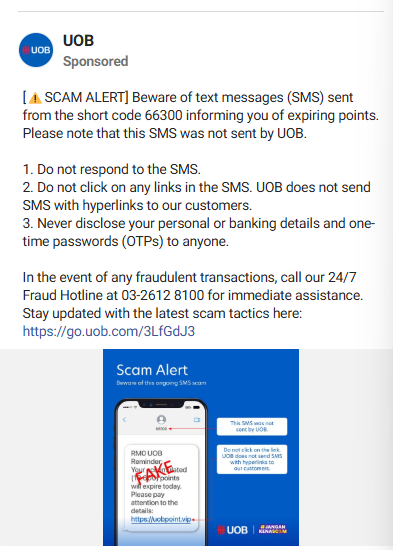 UOB
UOB
Sponsored
[⚠ SCAM ALERT] Beware of text messages (SMS) sent
from the short code 66300 informing you of expiring points.
Please note that this SMS was not sent by UOB.
1. Do not respond to the SMS.
2. Do not click on any links in the SMS. UOB does not send
SMS with hyperlinks to our customers.
3. Never disclose your personal or banking details and one-
time passwords (OTPs) to anyone.
In the event of any fraudulent transactions, call our 24/7
Fraud Hotline at 03-2612 8100 for immediate assistance.
Stay updated with the latest scam tactics here:
https://go.uob.com/3LfGdJ3
Scam Alert
Beware of this ongoing SMS scam
66300
This SMS was not
sent by UOB.
Do not click on the link.
UOB does not send SMS
with hyperlinks to
our customers.
RM0 UOB
Reminder:
Your
points
will expire today.
Please pay
attention to the
details:
https://uobpoint.vip
FAKE
UOB
#JANGAN
KENASCAM